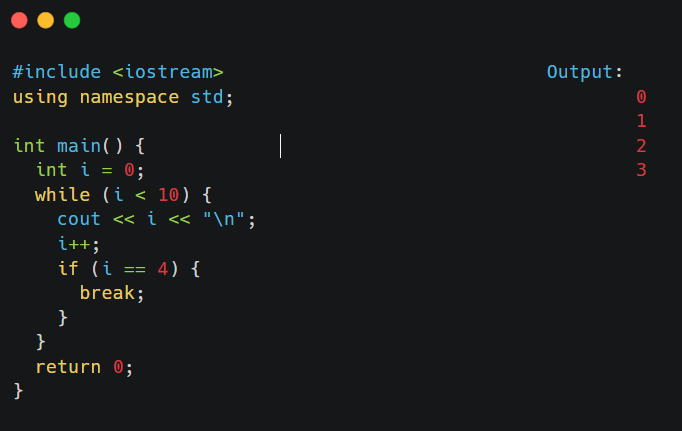 #include <iostream>
using namespace std;
int main() {
  int i = 0;
  while (i < 10) {
    cout << i << "\n";
    i++;
    if (i == 4) {
      break;
    }
  }
  return 0;
}
Output:
0
1
2
3